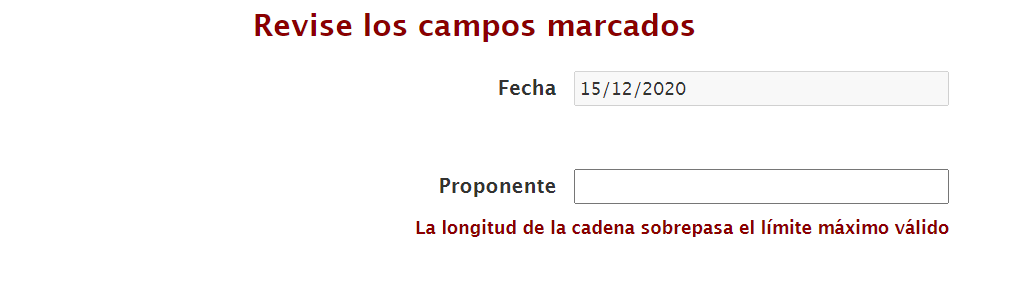 Revise los campos marcados
Fecha 15/12/2020
Proponente
La longitud de la cadena sobrepasa el límite máximo válido